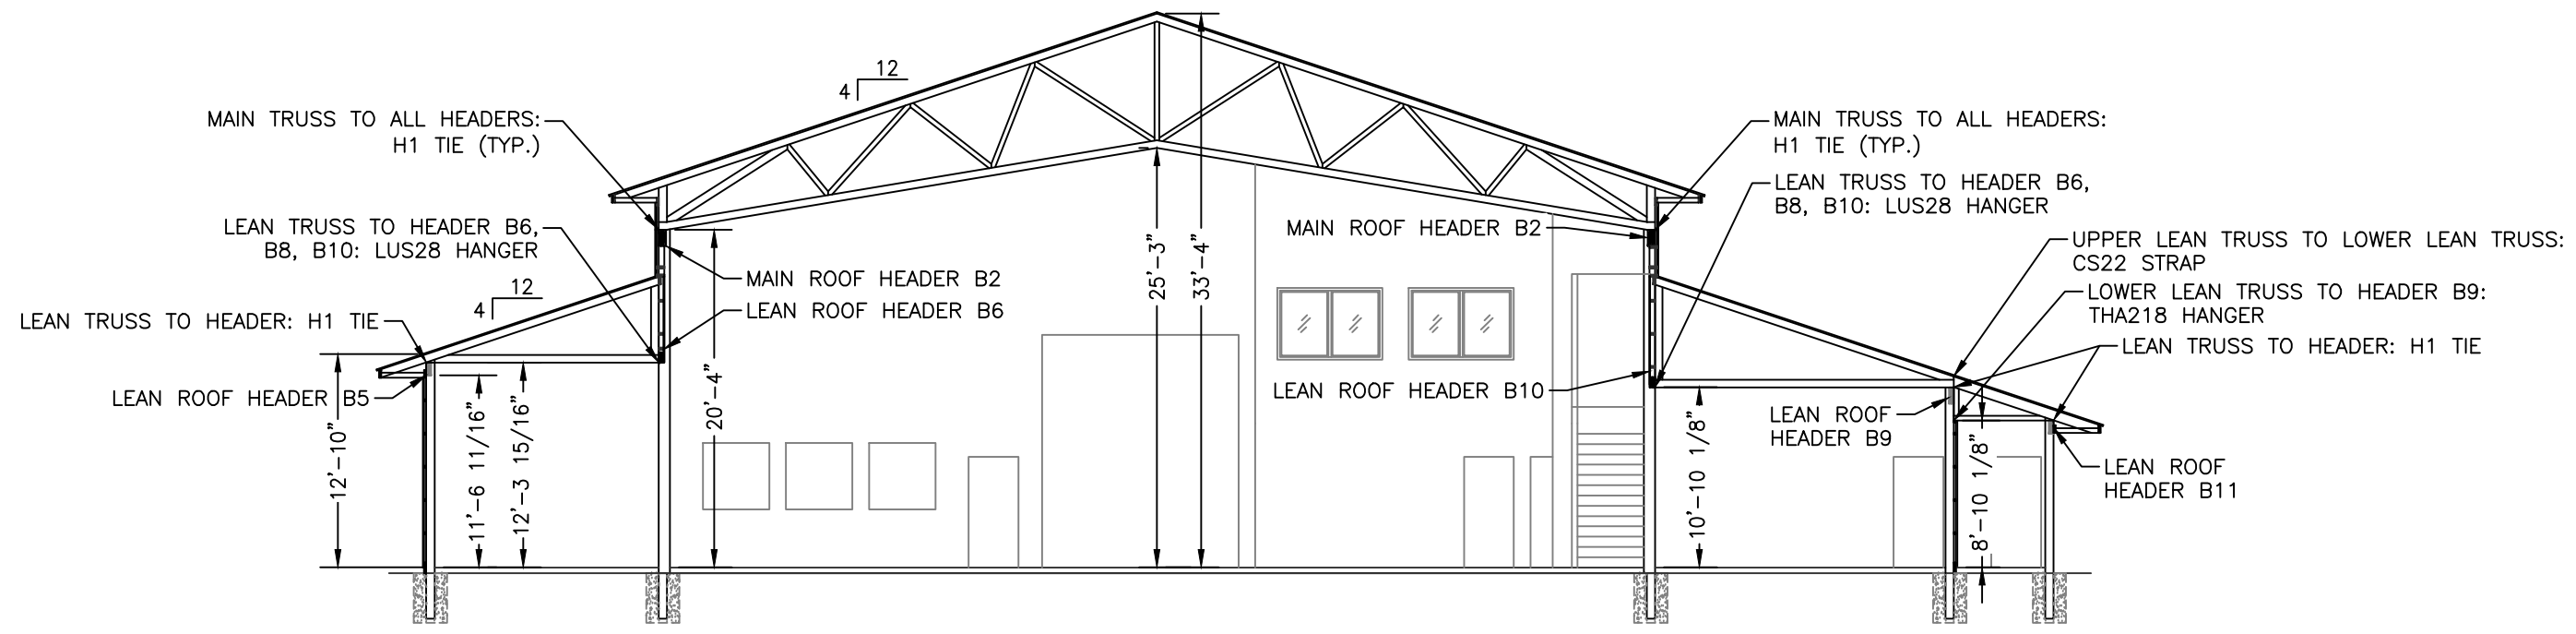 12
4
MAIN TRUSS TO ALL HEADERS:
H1 TIE (TYP.)
LEAN TRUSS TO HEADER B6,
B8, B10: LUS28 HANGER
12
4
LEAN TRUSS TO HEADER: H1 TIE
LEAN ROOF HEADER B5
MAIN ROOF HEADER B2
LEAN ROOF HEADER B6
12'-10"
11'-6 11/16"
12'-3 15/16"
20'-4"
25'-3"
33'-4"
MAIN ROOF HEADER B2
LEAN ROOF HEADER B10
MAIN TRUSS TO ALL HEADERS:
H1 TIE (TYP.)
LEAN TRUSS TO HEADER B6,
B8, B10: LUS28 HANGER
UPPER LEAN TRUSS TO LOWER LEAN TRUSS:
CS22 STRAP
LOWER LEAN TRUSS TO HEADER B9:
THA218 HANGER
LEAN TRUSS TO HEADER: H1 TIE
LEAN ROOF
HEADER B9
10'-10 1/8"
8'-10 1/8"
LEAN ROOF
HEADER B11